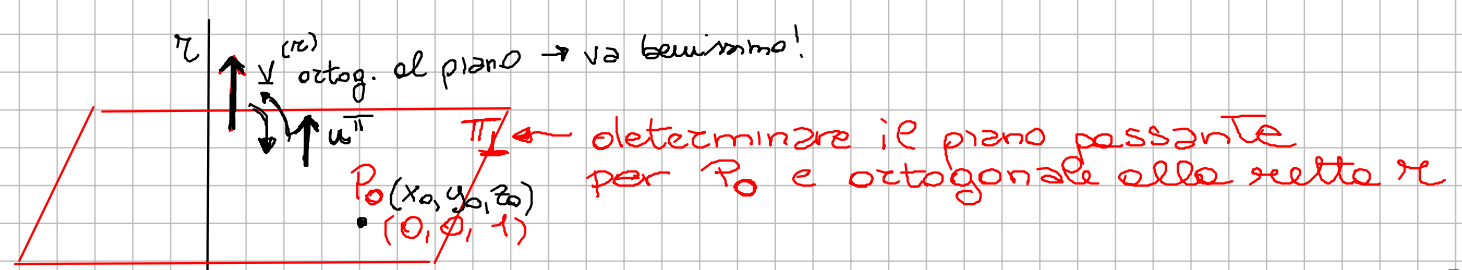 r
v^(r) ortog. al piano → va benissimo!
u^π
π⊥ ← determinare il piano passante
per P₀ e ortogonale alla retta r
P₀ (x₀, y₀, z₀)
(0, 0, 1)